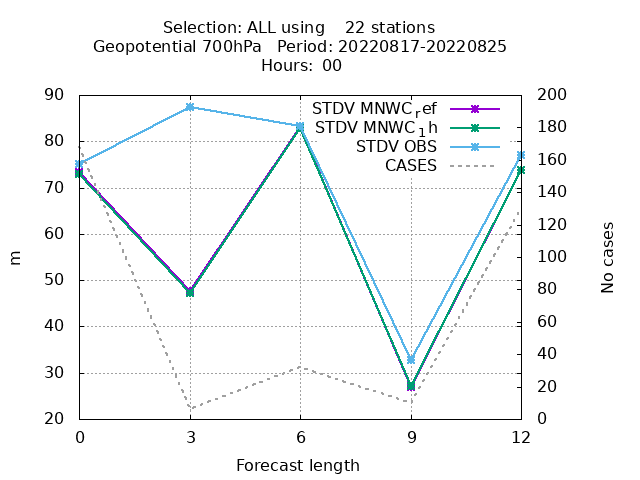 Selection: ALL using    22 stations
Geopotential 700hPa   Period: 20220817-20220825
Hours: 00
STDV MNWCref
STDV MNWC1h
STDV OBS
CASES
90
80
70
60
50
40
30
20
200
180
160
140
120
100
80
60
40
20
0
m
No cases
0 3 6 9 12
Forecast length